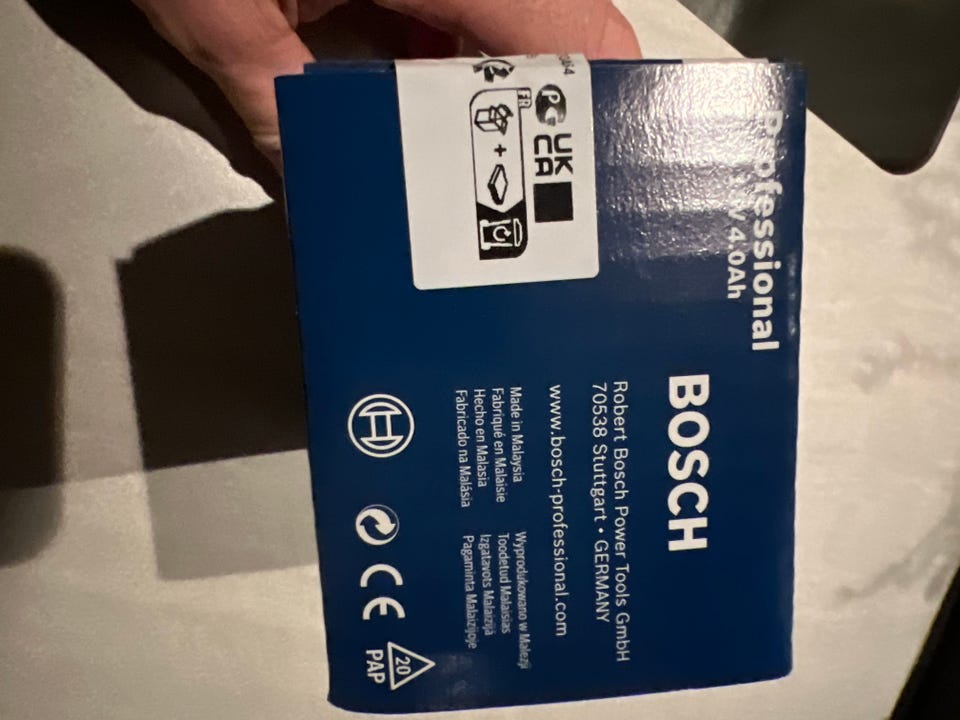 Professional
V 4.0Ah
BOSCH
Robert Bosch Power Tools GmbH
70538 Stuttgart • GERMANY
www.bosch-professional.com
Made in Malaysia
Fabriqué en Malaisie
Hecho en Malasia
Fabricado na Malásia
Wyprodukowano w Malezji
Toodetud Malaisias
Izgatavots Malaizijā
Pagaminta Malaizijoje
UK
CA
FR
+
CE
20
PAP